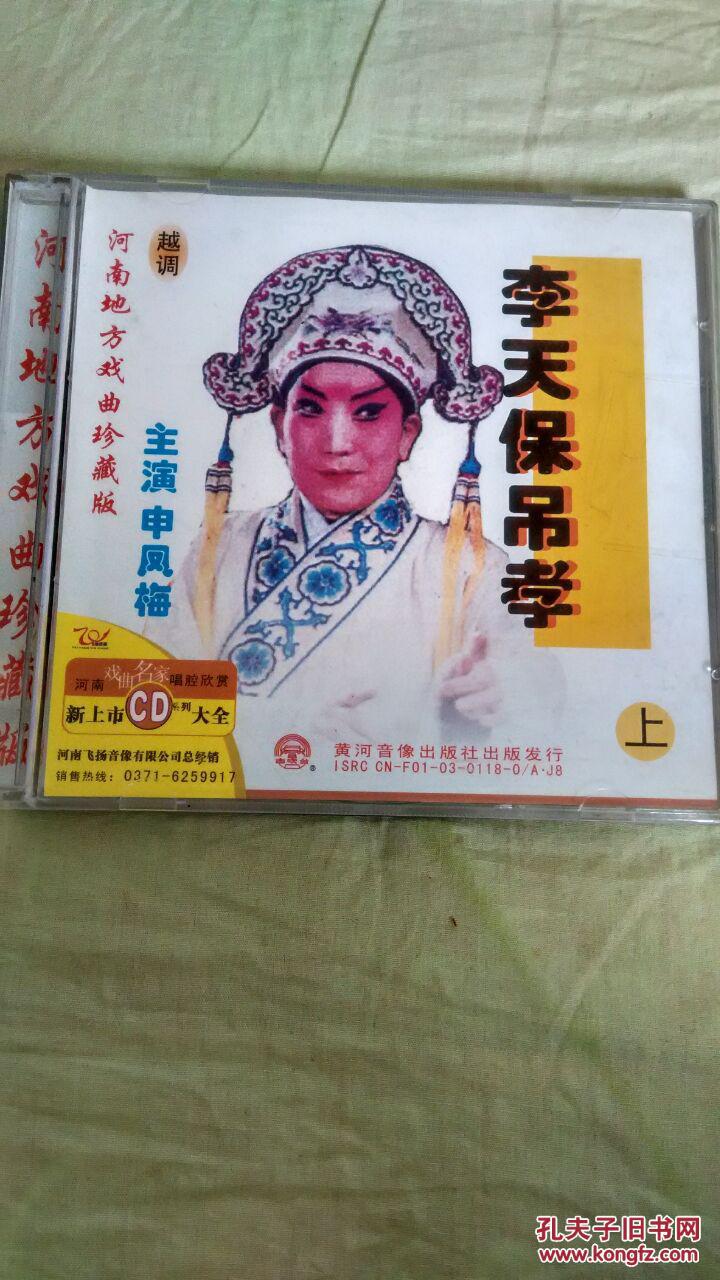 越调
河南地方戏曲珍藏版
主演 申凤梅
李天保吊孝
上
河南戏曲名家唱腔欣赏
新上市CD系列大全
河南飞扬音像有限公司总经销
销售热线：0371-6259917
黄河音像出版社出版发行
ISRC CN-F01-03-0118-0/A·J8
河南地方戏曲珍藏版
孔夫子旧书网
www.kongfz.com